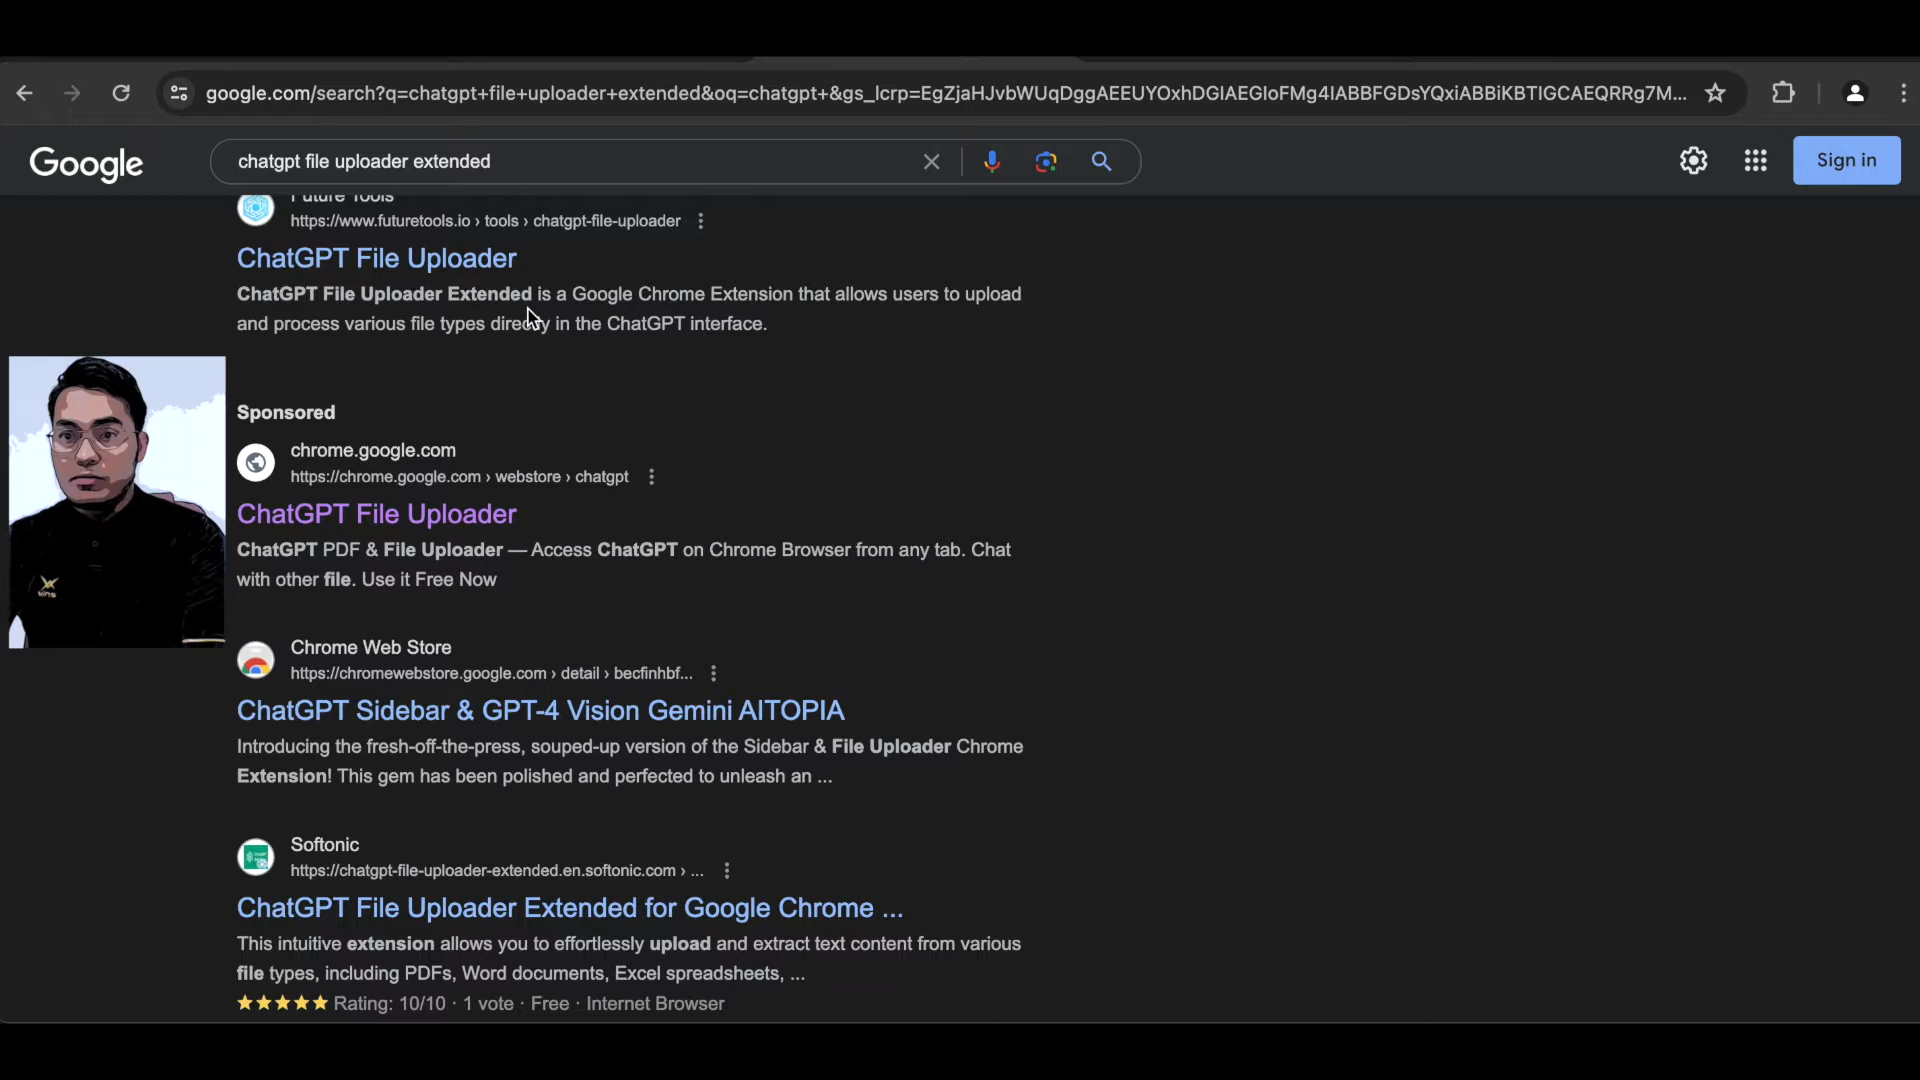 google.com/search?q=chatgpt+file+uploader+extended&oq=chatgpt+&gs_lcrp=EgZjaHJvbWUqDggAEEUYOxhDGIAEGIoFMg4IABBFGDsYQxiABBiKBTIGCAEQRRg7M...
Google
chatgpt file uploader extended
Sign in
Future Tools
https://www.futuretools.io › tools › chatgpt-file-uploader
ChatGPT File Uploader
ChatGPT File Uploader Extended is a Google Chrome Extension that allows users to upload
and process various file types directly in the ChatGPT interface.
Sponsored
chrome.google.com
https://chrome.google.com › webstore › chatgpt
ChatGPT File Uploader
ChatGPT PDF & File Uploader — Access ChatGPT on Chrome Browser from any tab. Chat
with other file. Use it Free Now
Chrome Web Store
https://chromewebstore.google.com › detail › becfinhbf...
ChatGPT Sidebar & GPT-4 Vision Gemini AITOPIA
Introducing the fresh-off-the-press, souped-up version of the Sidebar & File Uploader Chrome
Extension! This gem has been polished and perfected to unleash an ...
Softonic
https://chatgpt-file-uploader-extended.en.softonic.com › ...
ChatGPT File Uploader Extended for Google Chrome ...
This intuitive extension allows you to effortlessly upload and extract text content from various
file types, including PDFs, Word documents, Excel spreadsheets, ...
Rating: 10/10 · 1 vote · Free · Internet Browser